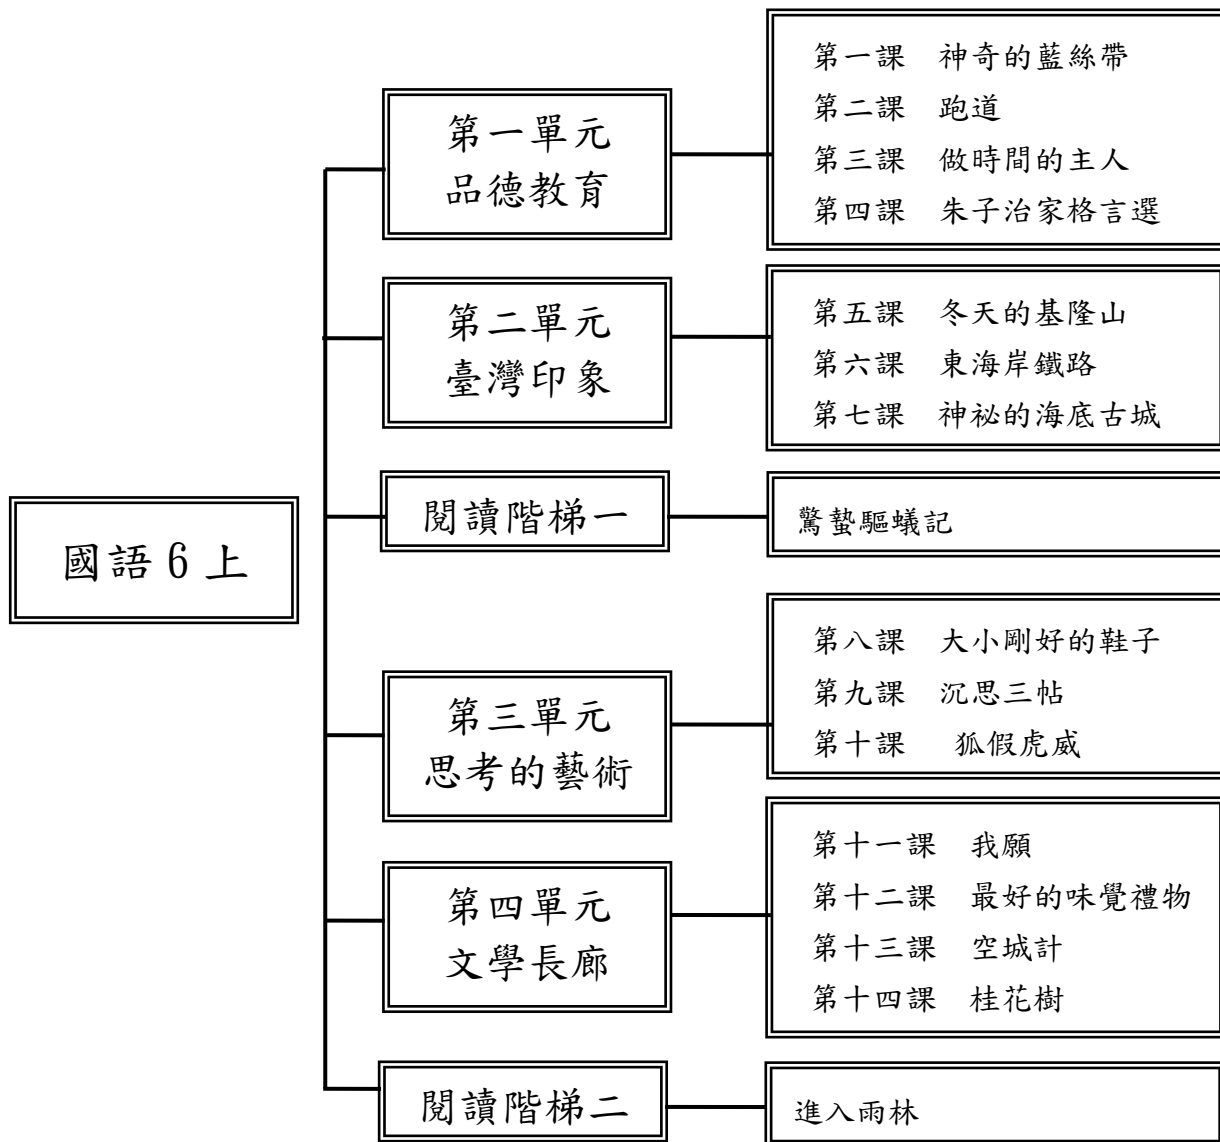 國語6上
第一單元
品德教育
第一課　神奇的藍絲帶
第二課　跑道
第三課　做時間的主人
第四課　朱子治家格言選
第二單元
臺灣印象
第五課　冬天的基隆山
第六課　東海岸鐵路
第七課　神祕的海底古城
閱讀階梯一
驚蟄驅蟻記
第三單元
思考的藝術
第八課　大小剛好的鞋子
第九課　沉思三帖
第十課　狐假虎威
第四單元
文學長廊
第十一課　我願
第十二課　最好的味覺禮物
第十三課　空城計
第十四課　桂花樹
閱讀階梯二
進入雨林